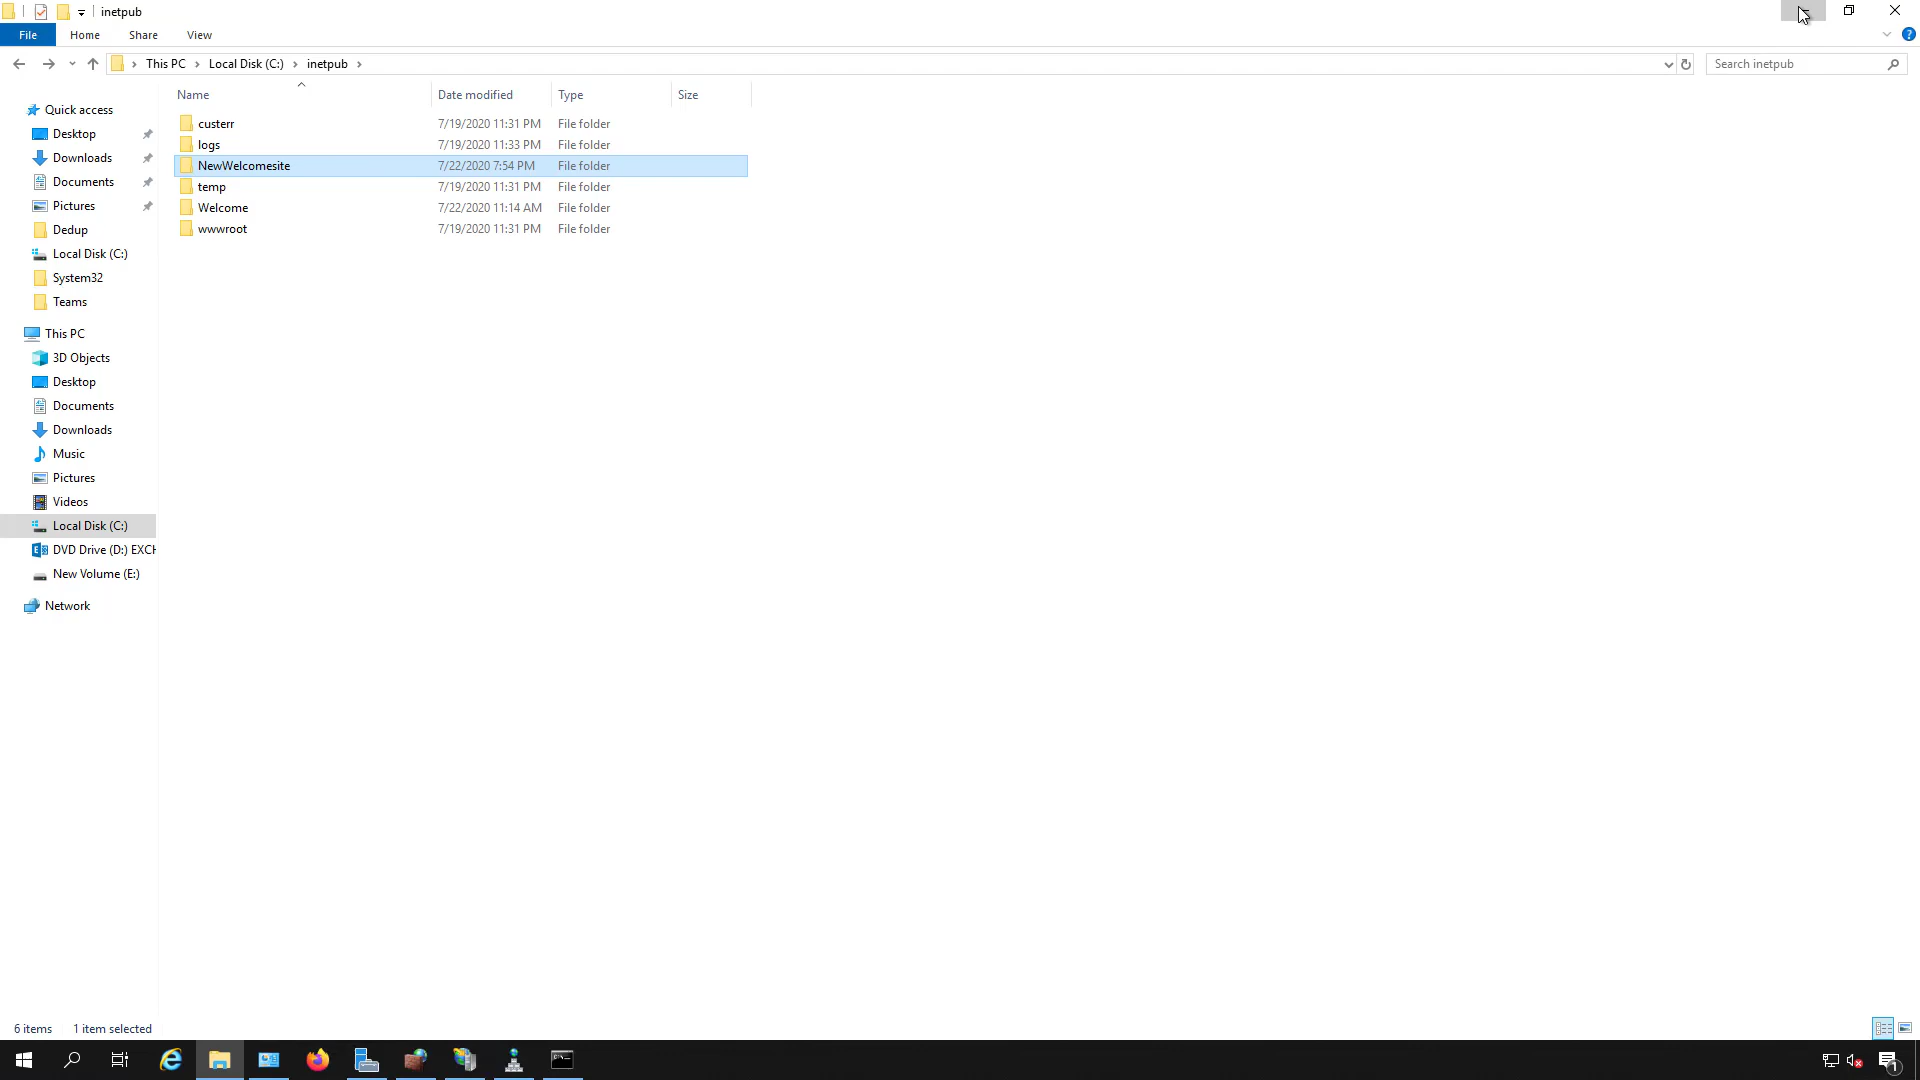 inetpub
File Home Share View
This PC Local Disk (C:) inetpub
Search inetpub
Name Date modified Type Size
Quick access
Desktop
Downloads
Documents
Pictures
Dedup
Local Disk (C:)
System32
Teams
This PC
3D Objects
Desktop
Documents
Downloads
Music
Pictures
Videos
Local Disk (C:)
DVD Drive (D:) EXCH
New Volume (E:)
Network
custerr 7/19/2020 11:31 PM File folder
logs 7/19/2020 11:33 PM File folder
NewWelcomesite 7/22/2020 7:54 PM File folder
temp 7/19/2020 11:31 PM File folder
Welcome 7/22/2020 11:14 AM File folder
wwwroot 7/19/2020 11:31 PM File folder
6 items 1 item selected
1